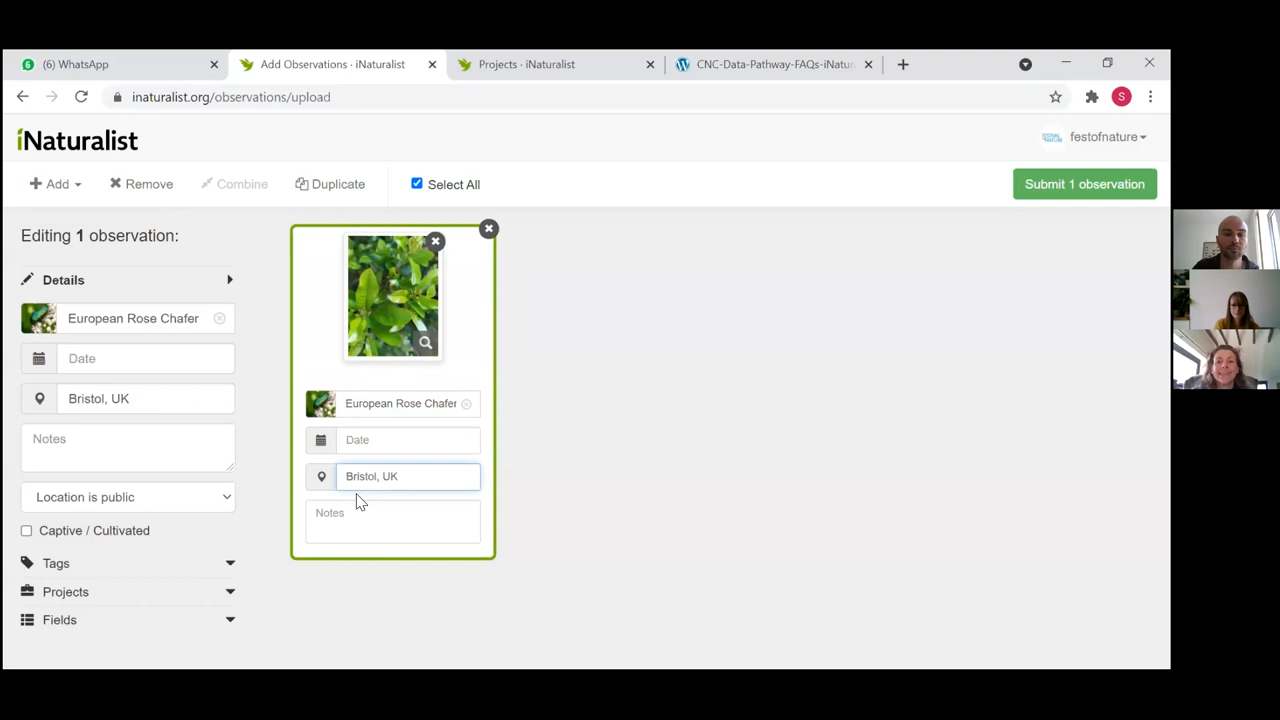 (6) WhatsApp
Add Observations · iNaturalist
Projects · iNaturalist
CNC-Data-Pathway-FAQs-iNatur
inaturalist.org/observations/upload
S
iNaturalist
festofnature
Add
Remove
Combine
Duplicate
Select All
Submit 1 observation
Editing 1 observation:
Details
European Rose Chafer
Date
Bristol, UK
Notes
Location is public
Captive / Cultivated
Tags
Projects
Fields
European Rose Chafer
Date
Bristol, UK
Notes